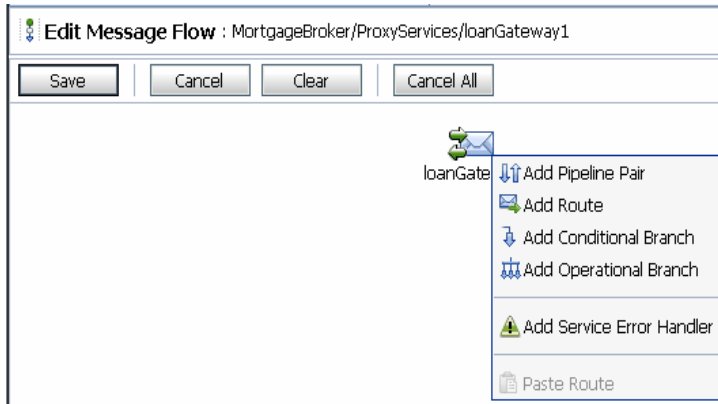 Edit Message Flow : MortgageBroker/ProxyServices/loanGateway1
Save Cancel Clear Cancel All
loanGate
Add Pipeline Pair
Add Route
Add Conditional Branch
Add Operational Branch
Add Service Error Handler
Paste Route